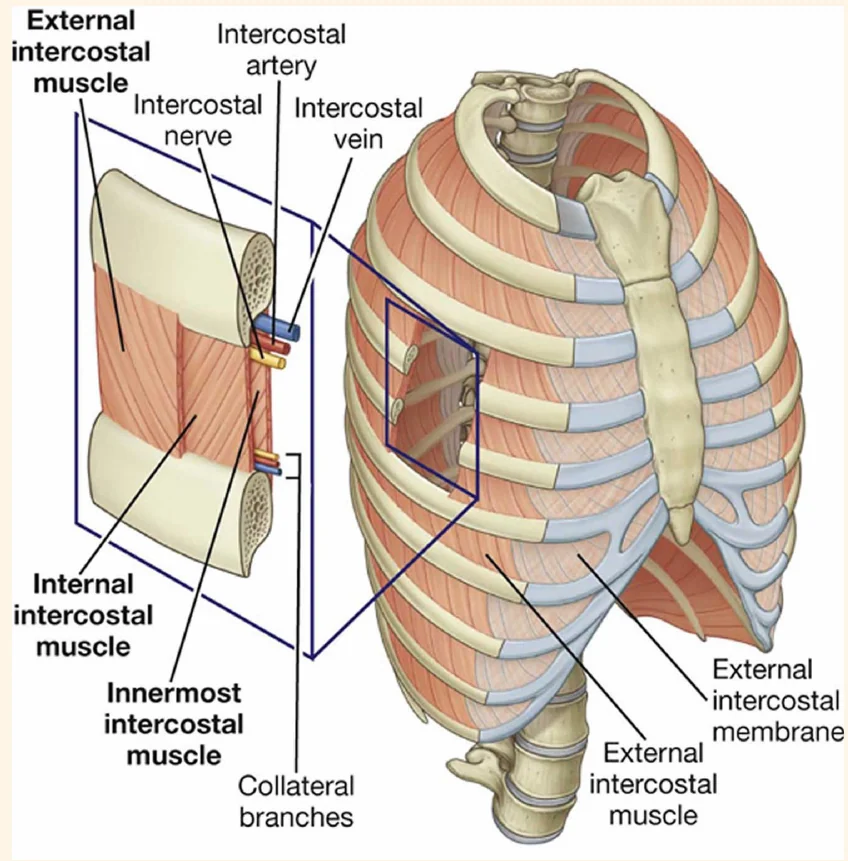 External
intercostal
muscle
Intercostal
artery
Intercostal
nerve
Intercostal
vein
Internal
intercostal
muscle
Innermost
intercostal
muscle
Collateral
branches
External
intercostal
muscle
External
intercostal
membrane